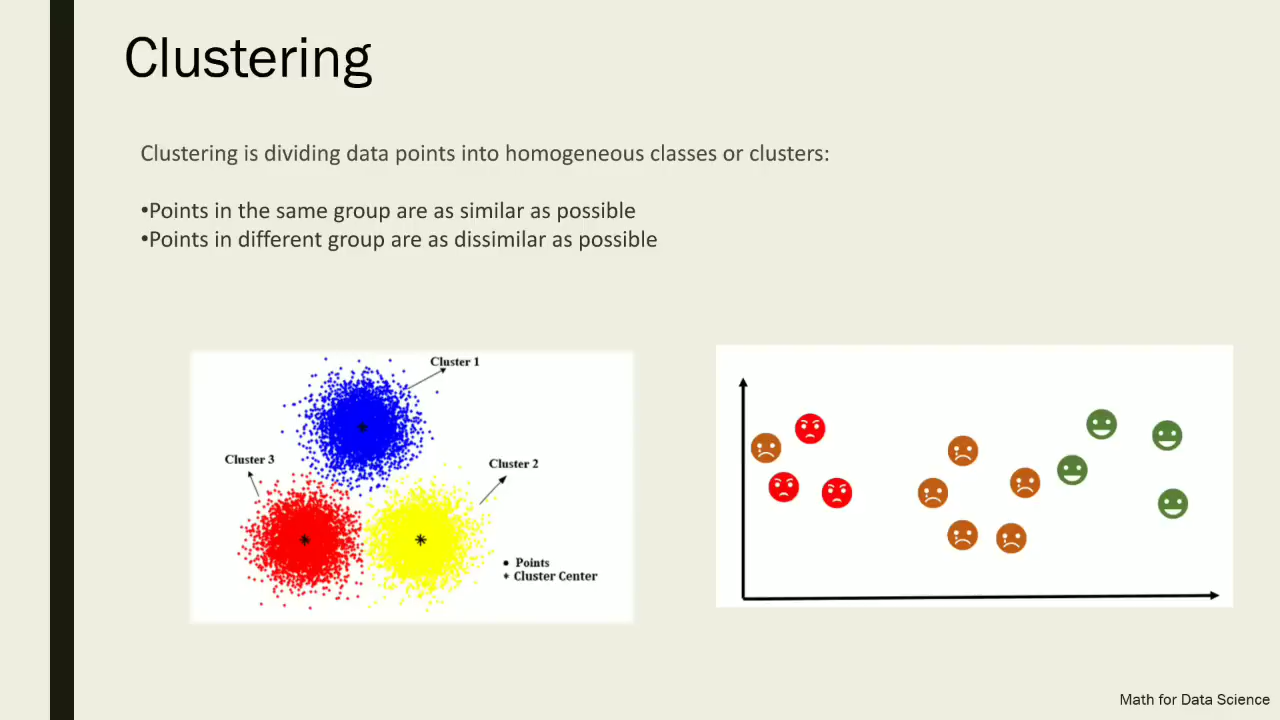 Clustering
Clustering is dividing data points into homogeneous classes or clusters:
•Points in the same group are as similar as possible
•Points in different group are as dissimilar as possible
Cluster 1
Cluster 3
Cluster 2
Points
Cluster Center
Math for Data Science